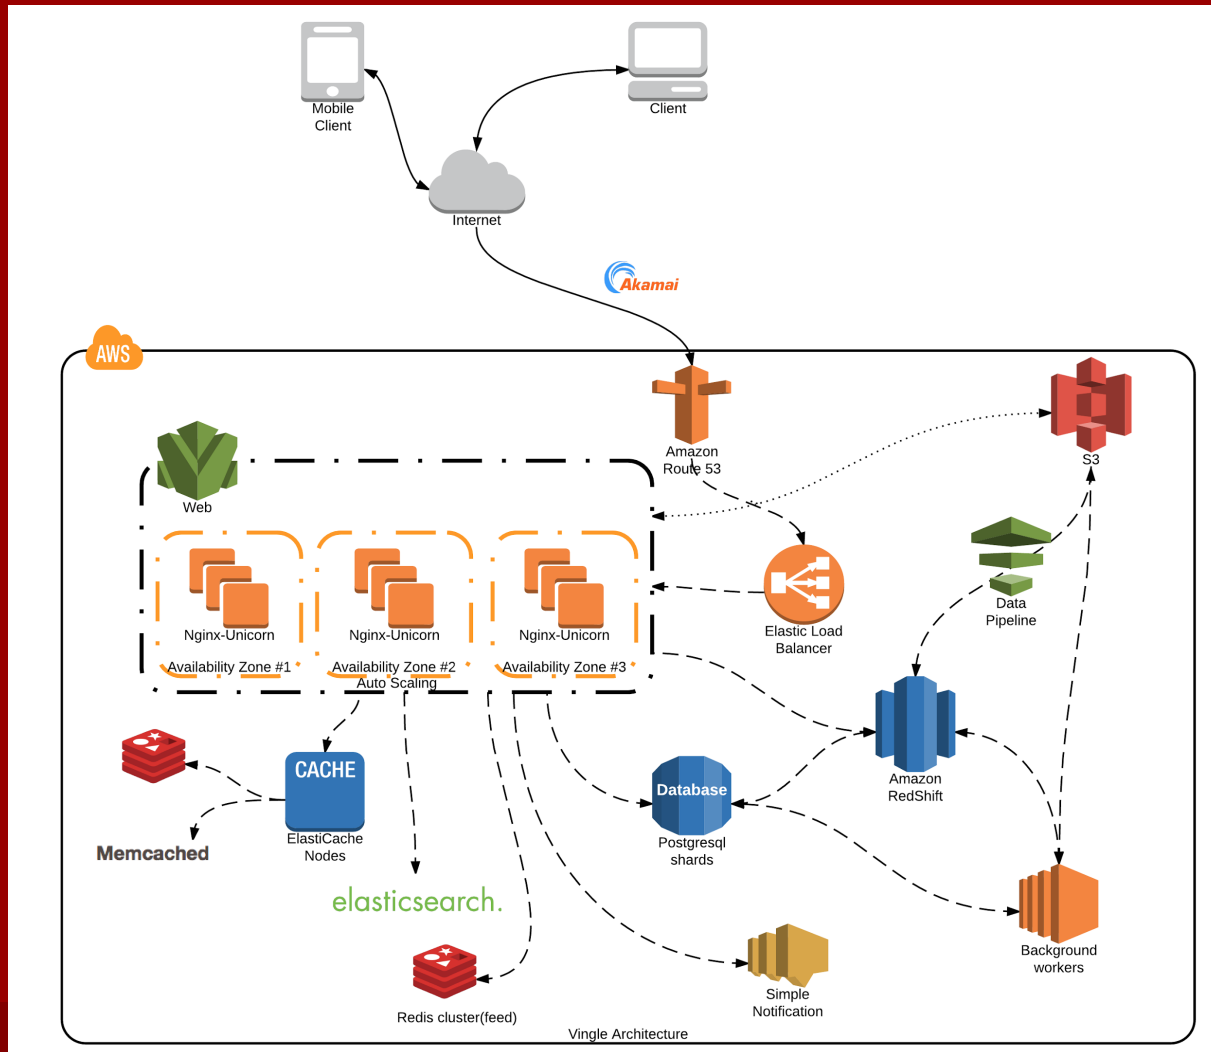 Mobile
Client
Client
Internet
Akamai
AWS
Amazon
Route 53
S3
Web
Data
Pipeline
Nginx-Unicorn
Nginx-Unicorn
Nginx-Unicorn
Elastic Load
Balancer
Availability Zone #1
Availability Zone #2
Availability Zone #3
Auto Scaling
CACHE
ElastiCache
Nodes
Database
Postgresql
shards
Amazon
RedShift
Memcached
elasticsearch.
Background
workers
Simple
Notification
Redis cluster(feed)
Vingle Architecture